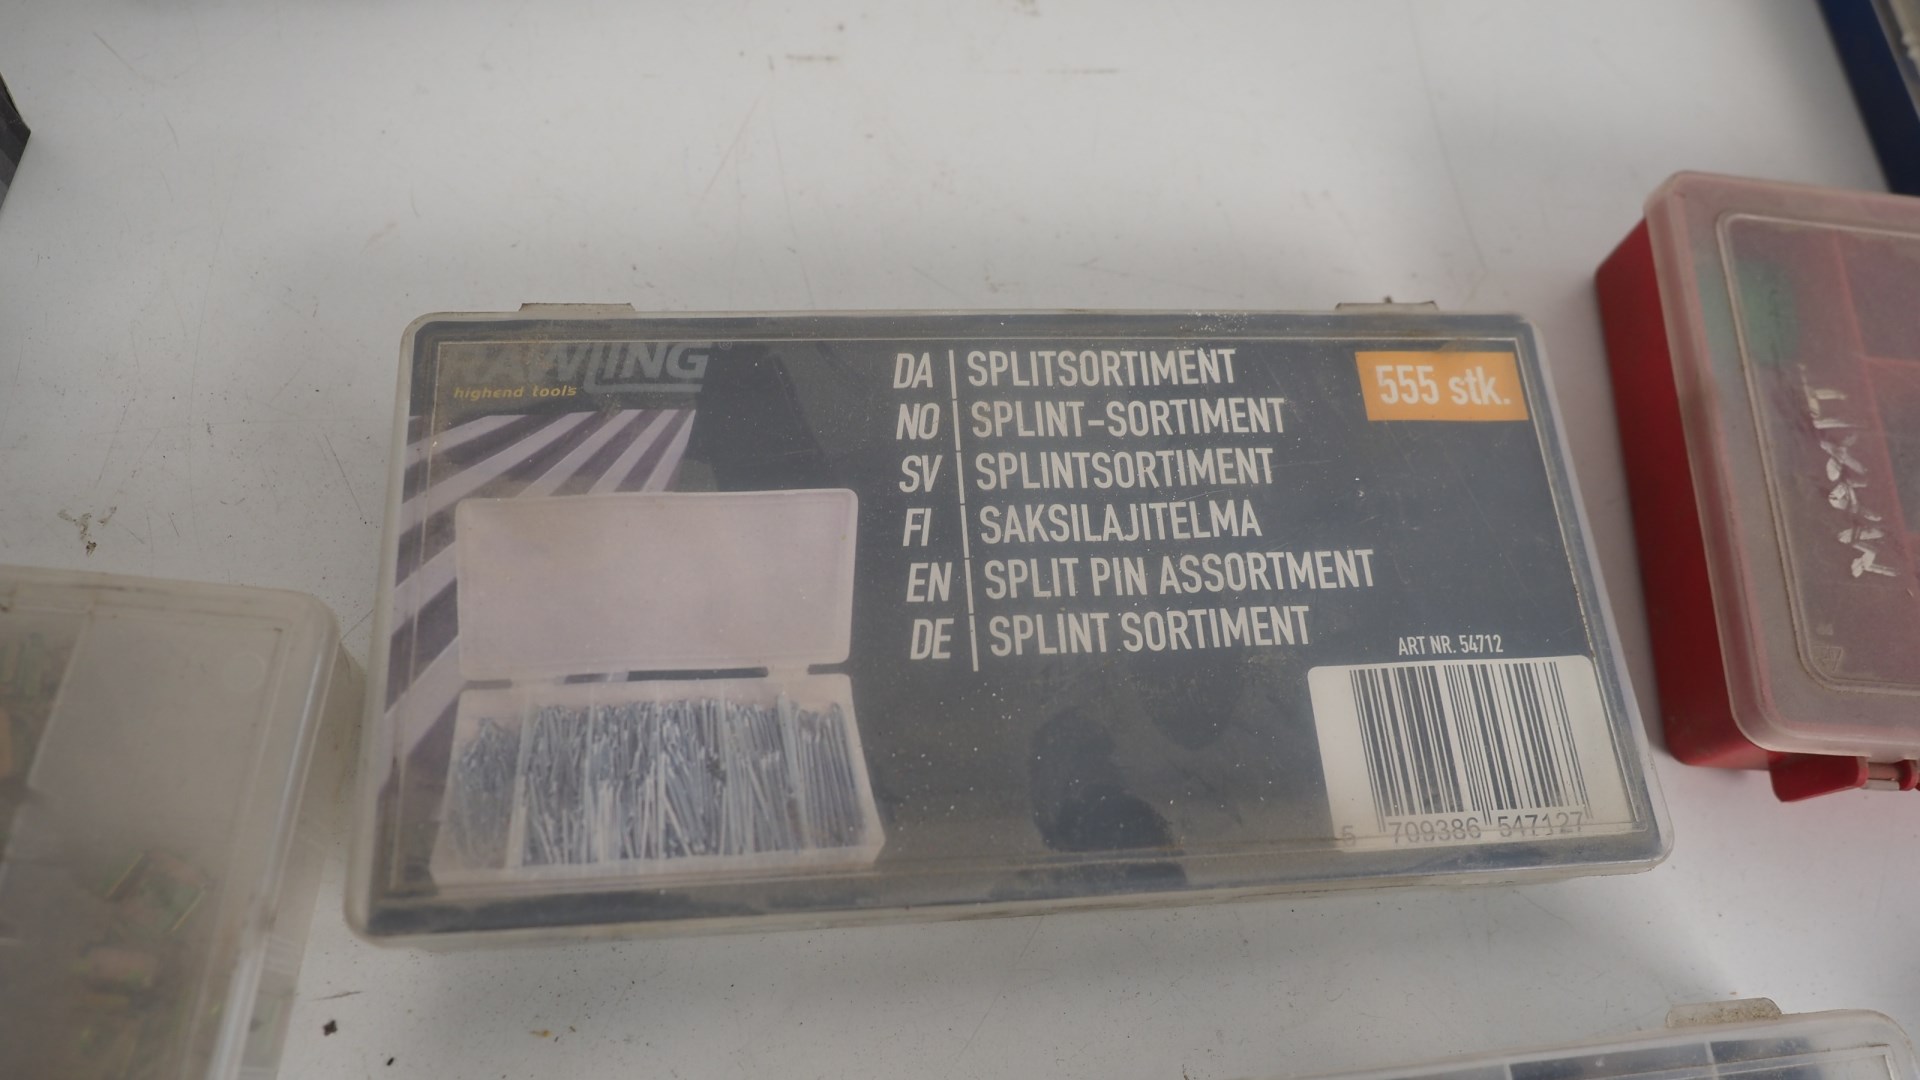 RAWLING®
highend tools
DA | SPLITSORTIMENT
NO | SPLINT-SORTIMENT
SV | SPLINTSORTIMENT
FI | SAKSILAJITELMA
EN | SPLIT PIN ASSORTMENT
DE | SPLINT SORTIMENT
555 stk.
ART NR. 54712
5 709386 547127